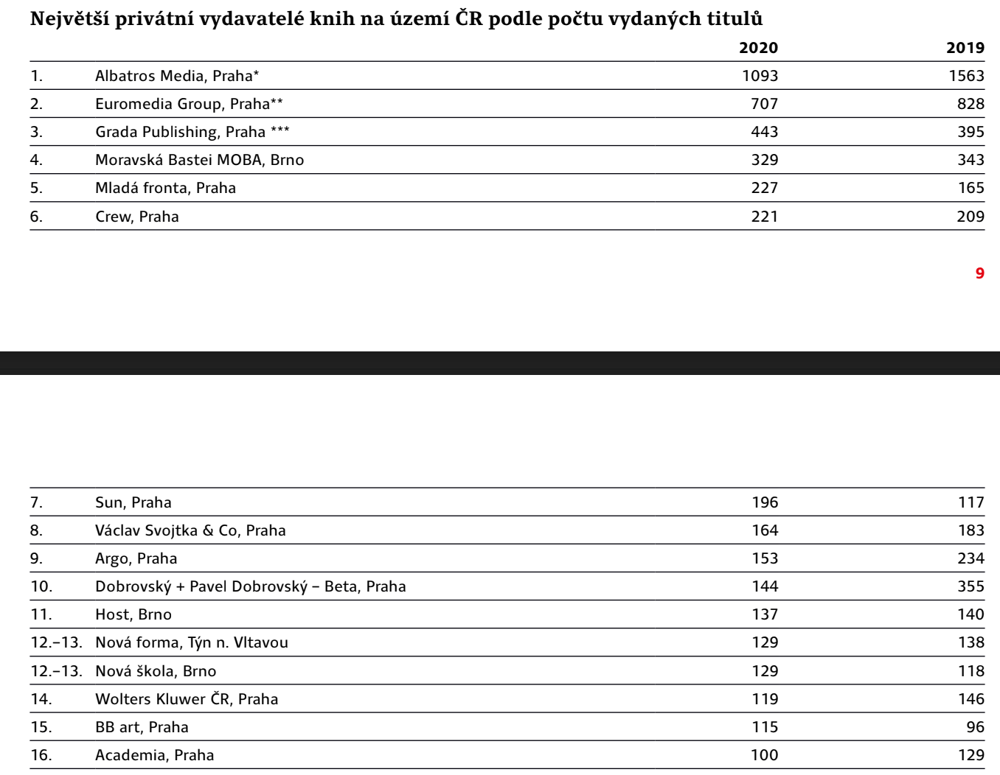 Největší privátní vydavatelé knih na území ČR podle počtu vydaných titulů
2020 2019
1. Albatros Media, Praha* 1093 1563
2. Euromedia Group, Praha** 707 828
3. Grada Publishing, Praha *** 443 395
4. Moravská Bastei MOBA, Brno 329 343
5. Mladá fronta, Praha 227 165
6. Crew, Praha 221 209
9
7. Sun, Praha 196 117
8. Václav Svojtka & Co, Praha 164 183
9. Argo, Praha 153 234
10. Dobrovský + Pavel Dobrovský – Beta, Praha 144 355
11. Host, Brno 137 140
12.–13. Nová forma, Týn n. Vltavou 129 138
12.–13. Nová škola, Brno 129 118
14. Wolters Kluwer ČR, Praha 119 146
15. BB art, Praha 115 96
16. Academia, Praha 100 129